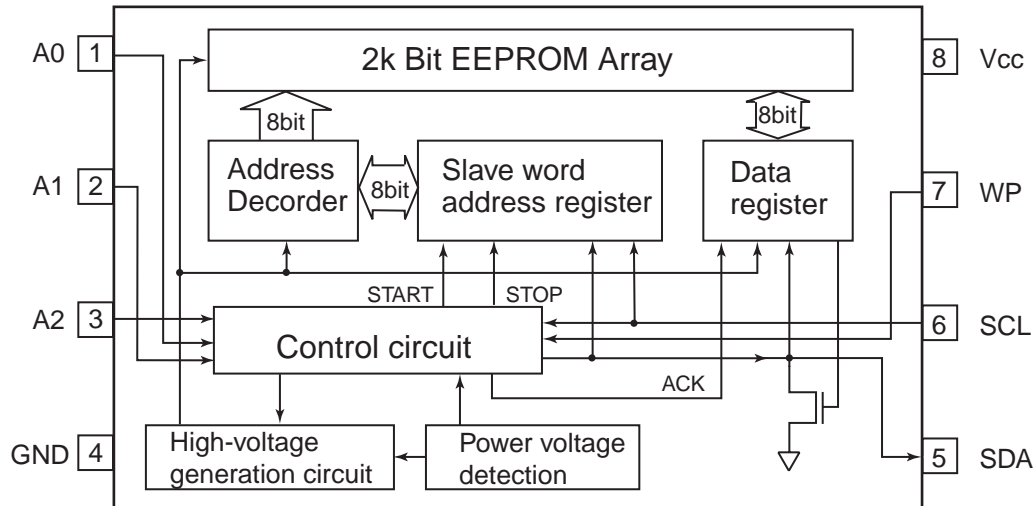 2k Bit EEPROM Array
A0 1
8 Vcc
8bit
8bit
Address
Decorder
8bit
Slave word
address register
Data
register
A1 2
7 WP
START
STOP
A2 3
6 SCL
Control circuit
ACK
GND 4
High-voltage
generation circuit
Power voltage
detection
5 SDA